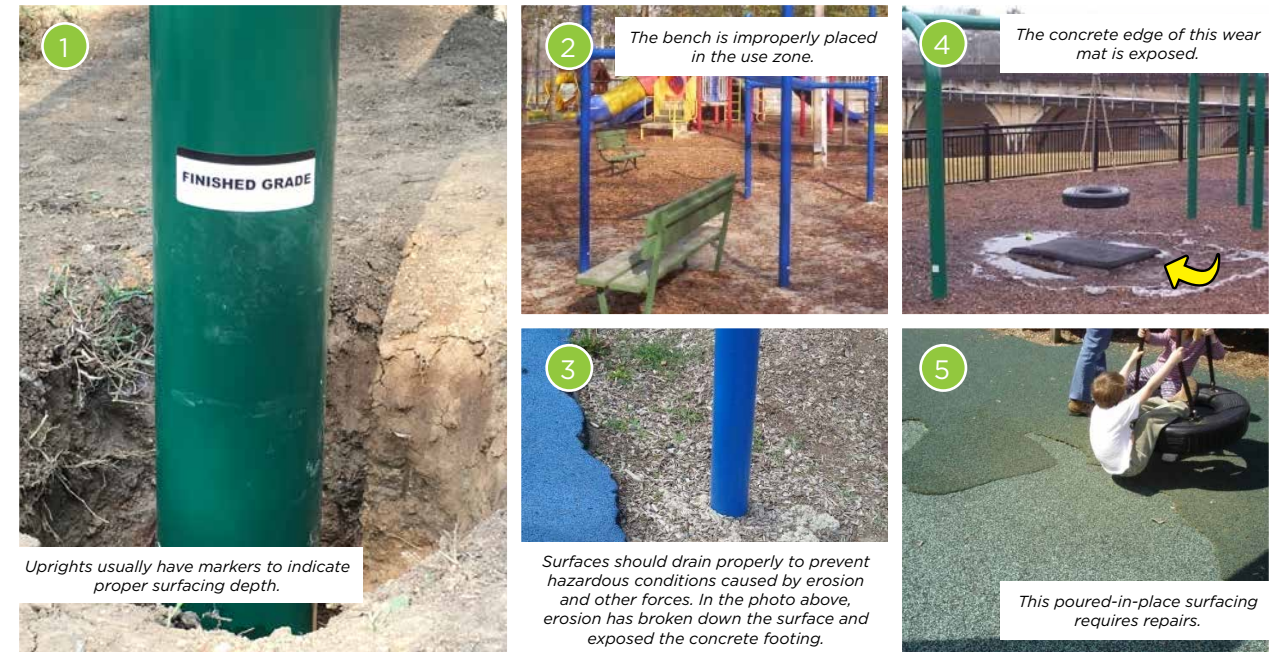 1
FINISHED GRADE
Uprights usually have markers to indicate
proper surfacing depth.
2
The bench is improperly placed
in the use zone.
3
Surfaces should drain properly to prevent
hazardous conditions caused by erosion
and other forces. In the photo above,
erosion has broken down the surface and
exposed the concrete footing.
4
The concrete edge of this wear
mat is exposed.
5
This poured-in-place surfacing
requires repairs.